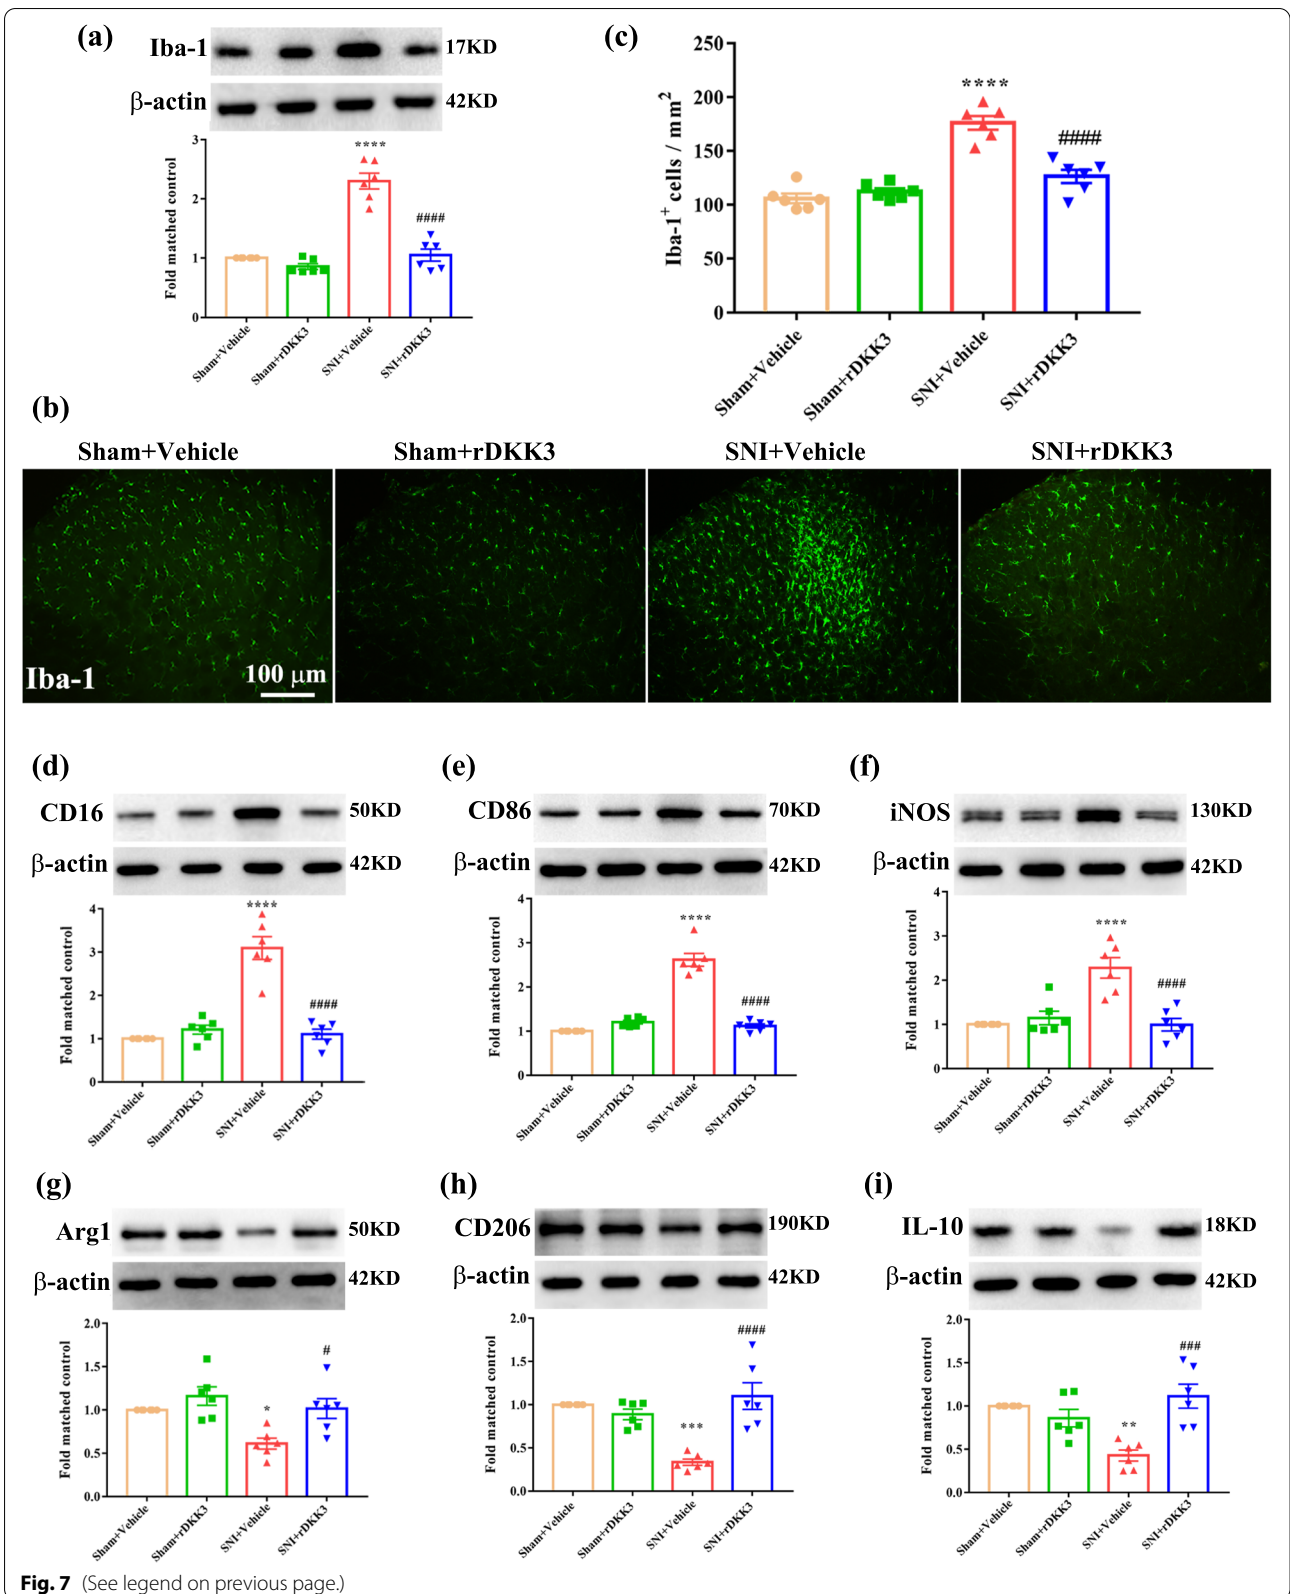 (a)
Iba-1 17KD
β-actin 42KD
Fold matched control
3
2
1
0
****
####
Sham+Vehicle
Sham+rDKK3
SNI+Vehicle
SNI+rDKK3
(c)
Iba-1+ cells / mm2
250
200
150
100
50
0
****
####
Sham+Vehicle
Sham+rDKK3
SNI+Vehicle
SNI+rDKK3
(b)
Sham+Vehicle Sham+rDKK3 SNI+Vehicle SNI+rDKK3
Iba-1
100 μm
(d)
CD16 50KD
β-actin 42KD
Fold matched control
4
3
2
1
0
****
####
Sham+Vehicle
Sham+rDKK3
SNI+Vehicle
SNI+rDKK3
(e)
CD86 70KD
β-actin 42KD
Fold matched control
4
3
2
1
0
****
####
Sham+Vehicle
Sham+rDKK3
SNI+Vehicle
SNI+rDKK3
(f)
iNOS 130KD
β-actin 42KD
Fold matched control
4
3
2
1
0
****
####
Sham+Vehicle
Sham+rDKK3
SNI+Vehicle
SNI+rDKK3
(g)
Arg1 50KD
β-actin 42KD
Fold matched control
2.0
1.5
1.0
0.5
0.0
*
#
Sham+Vehicle
Sham+rDKK3
SNI+Vehicle
SNI+rDKK3
(h)
CD206 190KD
β-actin 42KD
Fold matched control
2.0
1.5
1.0
0.5
0.0
***
####
Sham+Vehicle
Sham+rDKK3
SNI+Vehicle
SNI+rDKK3
(i)
IL-10 18KD
β-actin 42KD
Fold matched control
2.0
1.5
1.0
0.5
0.0
**
###
Sham+Vehicle
Sham+rDKK3
SNI+Vehicle
SNI+rDKK3
Fig. 7 (See legend on previous page.)